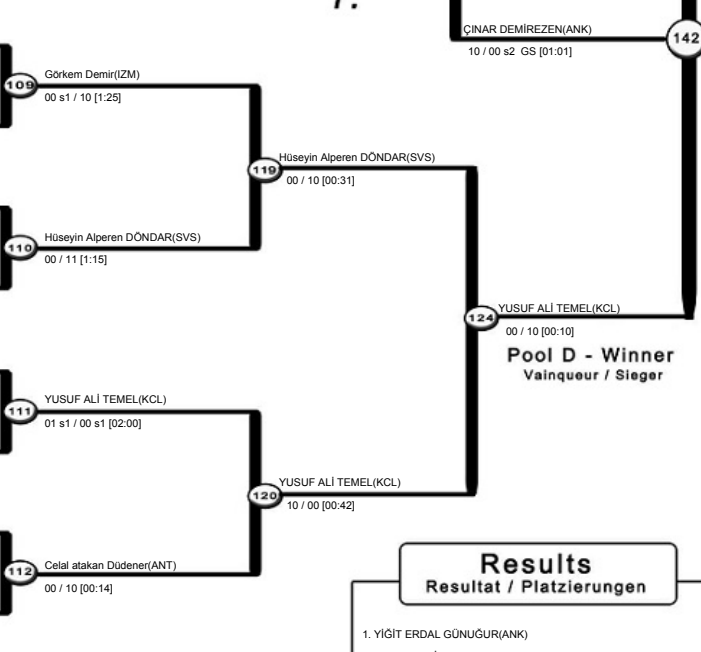 ÇINAR DEMİREZEN(ANK)
142
10 / 00 s2 GS [01:01]
109
Görkem Demir(IZM)
00 s1 / 10 [1:25]
119
Hüseyin Alperen DÖNDAR(SVS)
00 / 10 [00:31]
110
Hüseyin Alperen DÖNDAR(SVS)
00 / 11 [1:15]
124
YUSUF ALİ TEMEL(KCL)
00 / 10 [00:10]
Pool D - Winner
Vainqueur / Sieger
111
YUSUF ALİ TEMEL(KCL)
01 s1 / 00 s1 [02:00]
120
YUSUF ALİ TEMEL(KCL)
10 / 00 [00:42]
112
Celal atakan Düdener(ANT)
00 / 10 [00:14]
Results
Resultat / Platzierungen
1. YİĞİT ERDAL GÜNUĞUR(ANK)